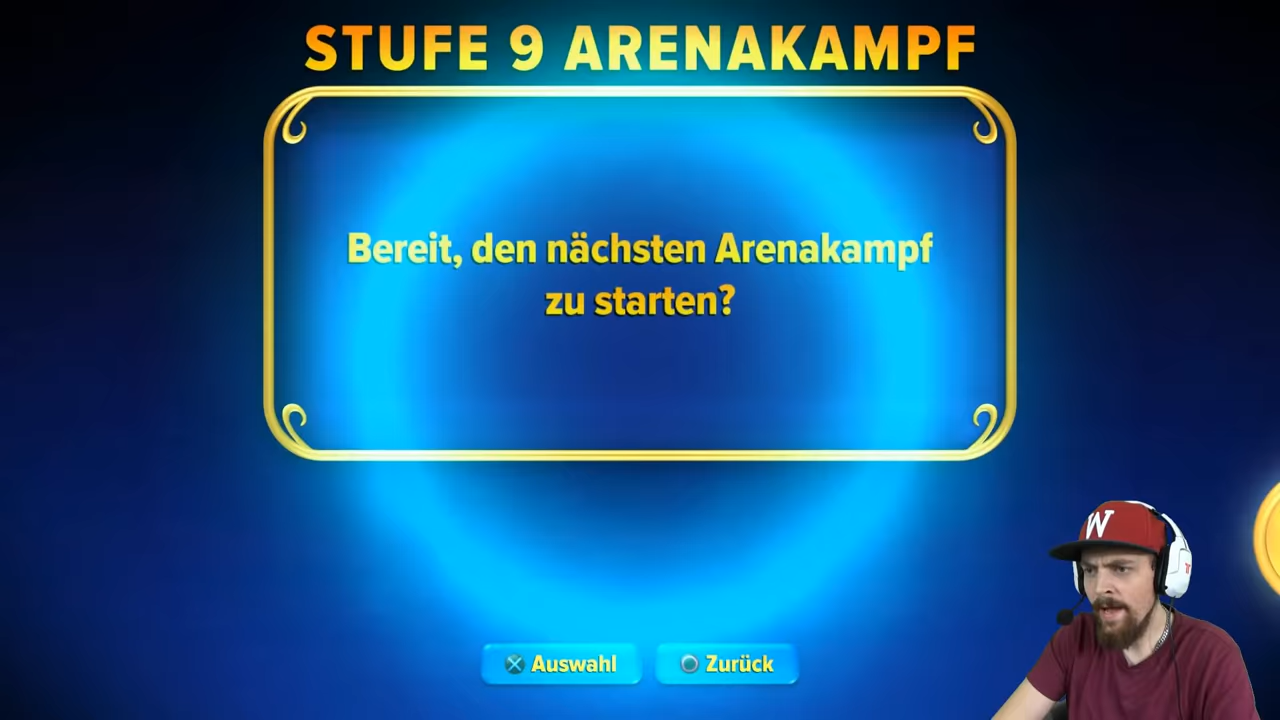 STUFE 9 ARENAKAMPF
Bereit, den nächsten Arenakampf
zu starten?
Auswahl
Zurück
W